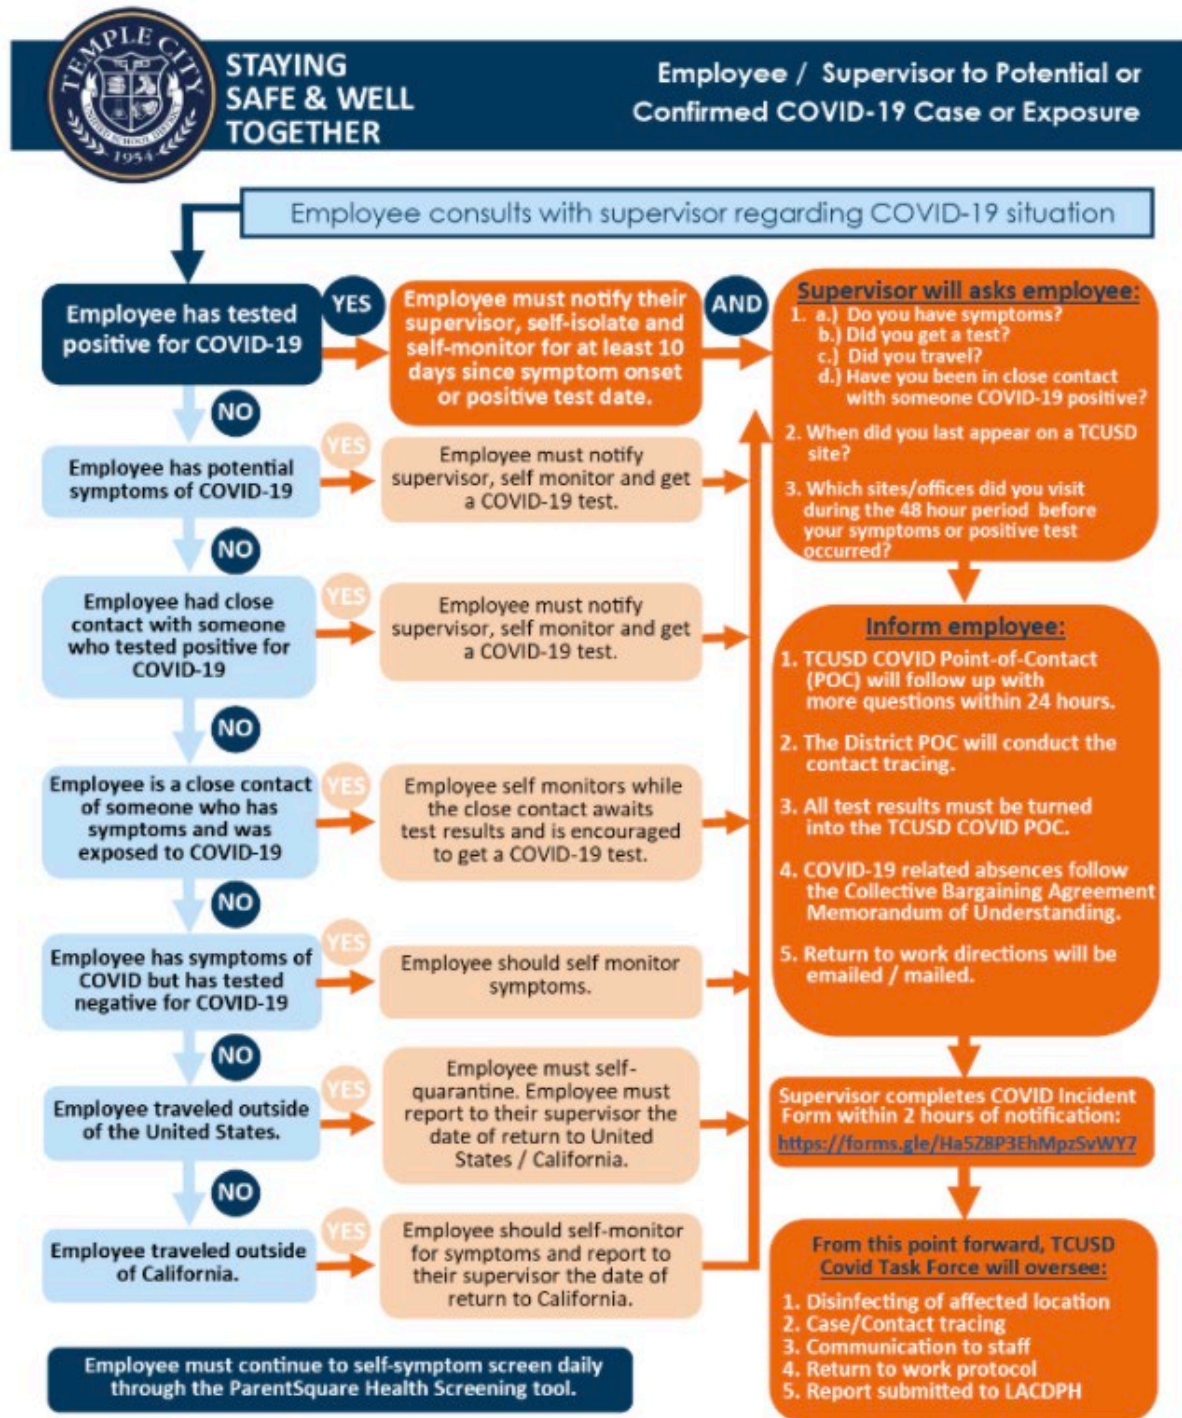 TEMPLE CITY
UNIFIED SCHOOL DISTRICT
1954
STAYING
SAFE & WELL
TOGETHER
Employee / Supervisor to Potential or
Confirmed COVID-19 Case or Exposure
Employee consults with supervisor regarding COVID-19 situation
Employee has tested
positive for COVID-19
YES
Employee must notify their
supervisor, self-isolate and
self-monitor for at least 10
days since symptom onset
or positive test date.
AND
Supervisor will asks employee:
1. a.) Do you have symptoms?
b.) Did you get a test?
c.) Did you travel?
d.) Have you been in close contact
with someone COVID-19 positive?
2. When did you last appear on a TCUSD
site?
3. Which sites/offices did you visit
during the 48 hour period before
your symptoms or positive test
occurred?
NO
Employee has potential
symptoms of COVID-19
YES
Employee must notify
supervisor, self monitor and get
a COVID-19 test.
NO
Employee had close
contact with someone
who tested positive for
COVID-19
YES
Employee must notify
supervisor, self monitor and get
a COVID-19 test.
Inform employee:
1. TCUSD COVID Point-of-Contact
(POC) will follow up with
more questions within 24 hours.
2. The District POC will conduct the
contact tracing.
3. All test results must be turned
into the TCUSD COVID POC.
4. COVID-19 related absences follow
the Collective Bargaining Agreement
Memorandum of Understanding.
5. Return to work directions will be
emailed / mailed.
NO
Employee is a close contact
of someone who has
symptoms and was
exposed to COVID-19
YES
Employee self monitors while
the close contact awaits
test results and is encouraged
to get a COVID-19 test.
NO
Employee has symptoms of
COVID but has tested
negative for COVID-19
YES
Employee should self monitor
symptoms.
NO
Employee traveled outside
of the United States.
YES
Employee must self-
quarantine. Employee must
report to their supervisor the
date of return to United
States / California.
Supervisor completes COVID Incident
Form within 2 hours of notification:
https://forms.gle/Ha5Z8P3EhMpzSvWY7
NO
Employee traveled outside
of California.
YES
Employee should self-monitor
for symptoms and report to
their supervisor the date of
return to California.
From this point forward, TCUSD
Covid Task Force will oversee:
1. Disinfecting of affected location
2. Case/Contact tracing
3. Communication to staff
4. Return to work protocol
5. Report submitted to LACDPH
Employee must continue to self-symptom screen daily
through the ParentSquare Health Screening tool.